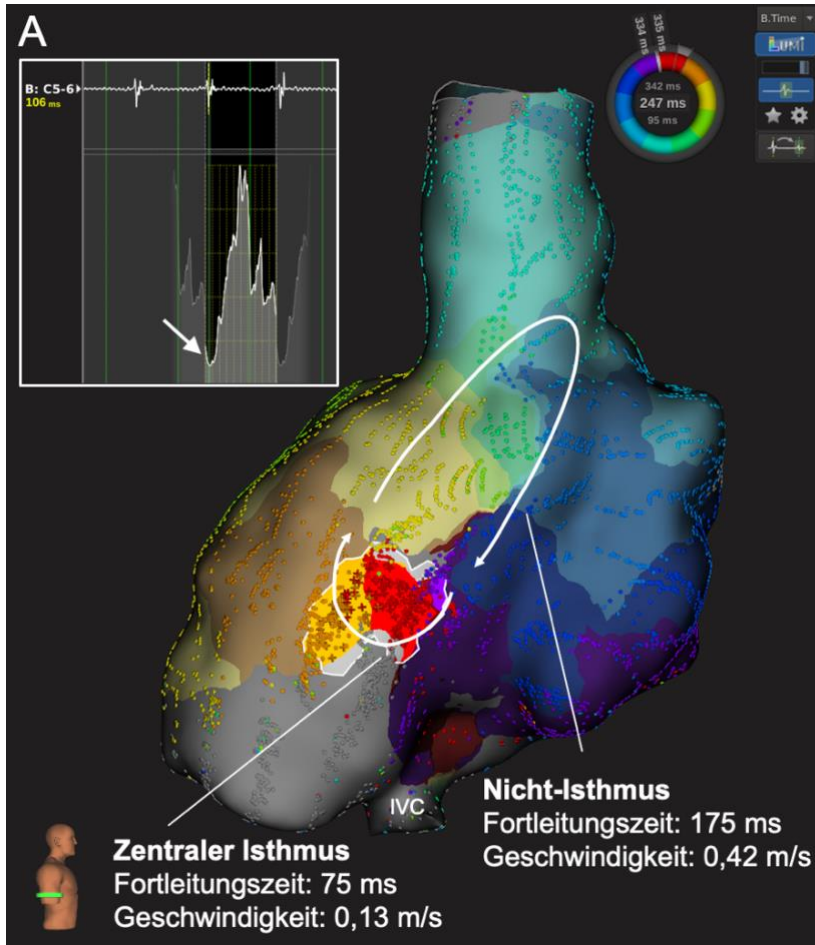 A
B: C5-6
106 ms
334 ms
335 ms
342 ms
247 ms
95 ms
B.Time
LUMI
IVC
Nicht-Isthmus
Fortleitungszeit: 175 ms
Geschwindigkeit: 0,42 m/s
Zentraler Isthmus
Fortleitungszeit: 75 ms
Geschwindigkeit: 0,13 m/s